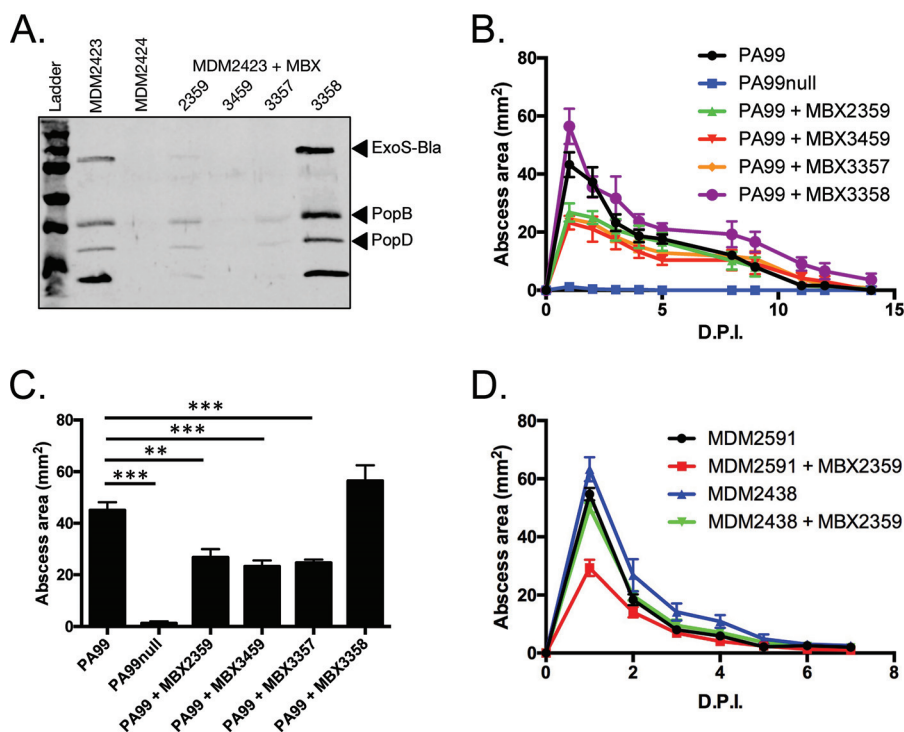 A.
Ladder
MDM2423
MDM2424
MDM2423 + MBX
2359
3459
3357
3358
ExoS-Bla
PopB
PopD
B.
Abscess area (mm²)
80
60
40
20
0
0 5 10 15
D.P.I.
PA99
PA99null
PA99 + MBX2359
PA99 + MBX3459
PA99 + MBX3357
PA99 + MBX3358
C.
Abscess area (mm²)
80
60
40
20
0
***
***
**
***
PA99
PA99null
PA99 + MBX2359
PA99 + MBX3459
PA99 + MBX3357
PA99 + MBX3358
D.
Abscess area (mm²)
80
60
40
20
0
0 2 4 6 8
D.P.I.
MDM2591
MDM2591 + MBX2359
MDM2438
MDM2438 + MBX2359